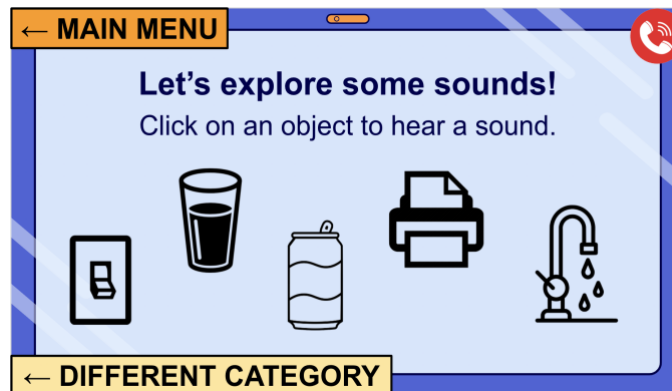 ← MAIN MENU
Let’s explore some sounds!
Click on an object to hear a sound.
← DIFFERENT CATEGORY